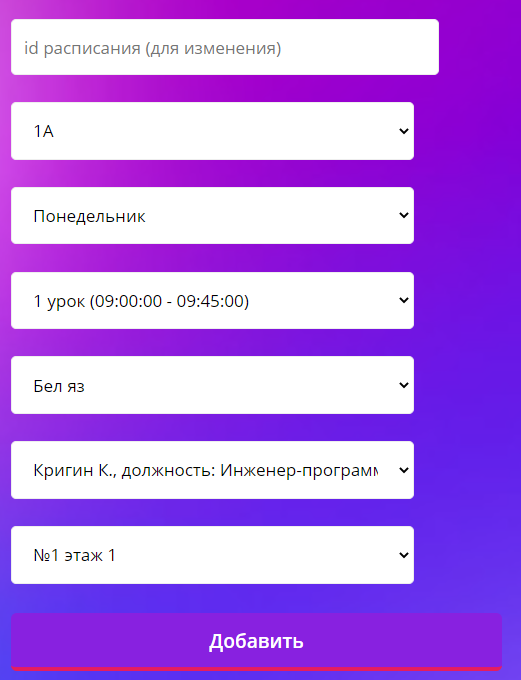 id расписания (для изменения)
1А
Понедельник
1 урок (09:00:00 - 09:45:00)
Бел яз
Кригин К., должность: Инженер-программ
№1 этаж 1
Добавить